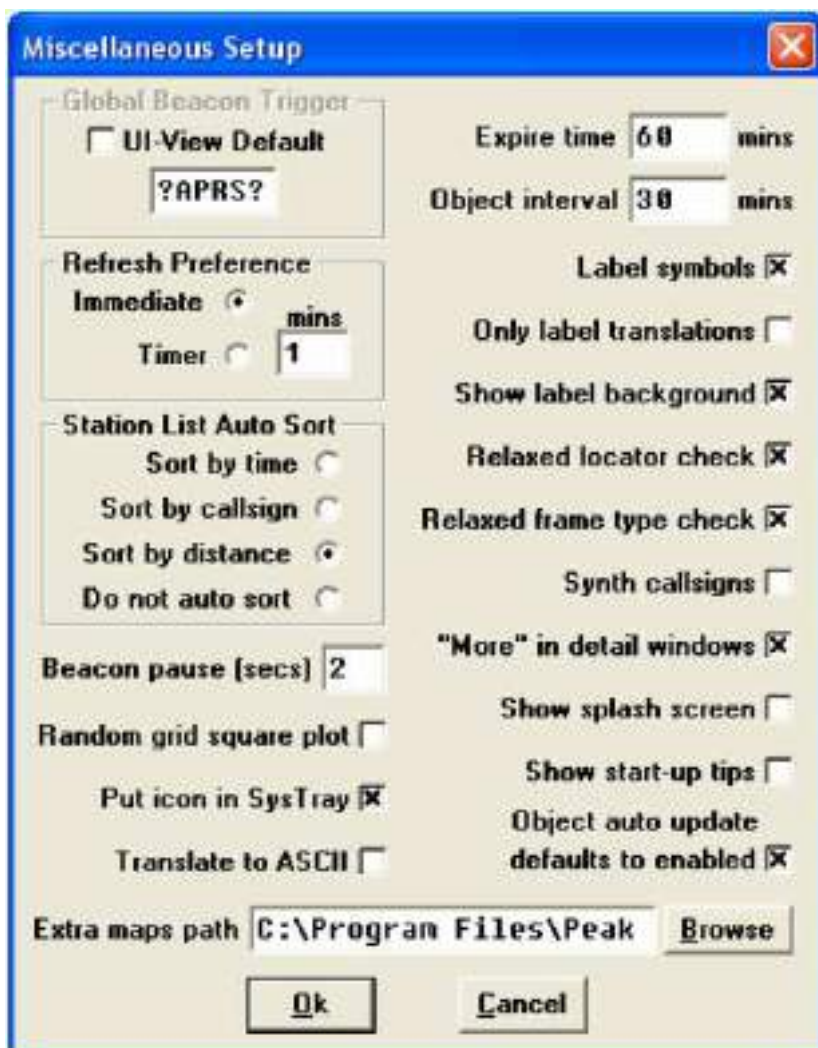 Miscellaneous Setup
Global Beacon Trigger
UI-View Default
?APRS?
Refresh Preference
Immediate
mins
Timer
1
Station List Auto Sort
Sort by time
Sort by callsign
Sort by distance
Do not auto sort
Beacon pause (secs) 2
Random grid square plot
Put icon in SysTray
Translate to ASCII
Expire time 60 mins
Object interval 30 mins
Label symbols
Only label translations
Show label background
Relaxed locator check
Relaxed frame type check
Synth callsigns
"More" in detail windows
Show splash screen
Show start-up tips
Object auto update
defaults to enabled
Extra maps path C:\Program Files\Peak Browse
Ok Cancel